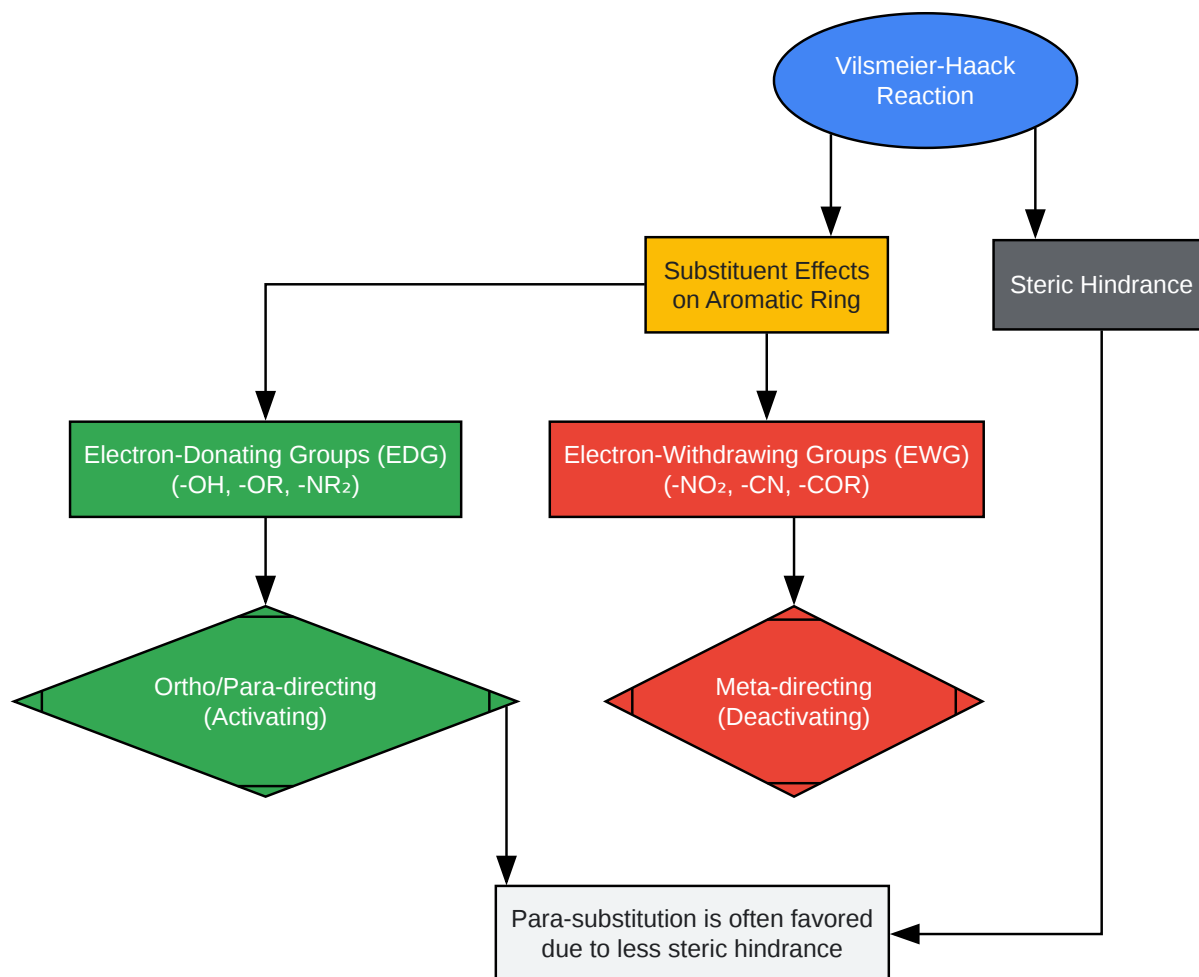 Vilsmeier-Haack
Reaction
Substituent Effects
on Aromatic Ring
Steric Hindrance
Electron-Donating Groups (EDG)
(-OH, -OR, -NR₂)
Electron-Withdrawing Groups (EWG)
(-NO₂, -CN, -COR)
Ortho/Para-directing
(Activating)
Meta-directing
(Deactivating)
Para-substitution is often favored
due to less steric hindrance